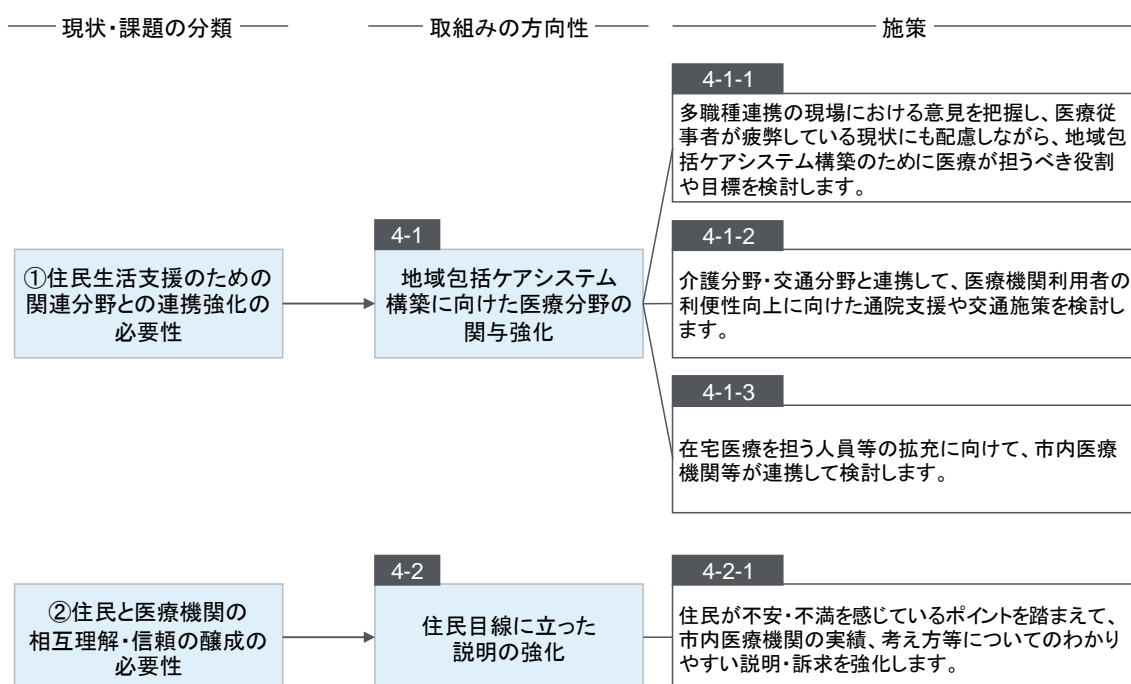 現状・課題の分類
取組みの方向性
施策
①住民生活支援のための
関連分野との連携強化の
必要性
4-1
地域包括ケアシステム
構築に向けた医療分野の
関与強化
4-1-1
多職種連携の現場における意見を把握し、医療従
事者が疲弊している現状にも配慮しながら、地域包
括ケアシステム構築のために医療が担うべき役割
や目標を検討します。
4-1-2
介護分野・交通分野と連携して、医療機関利用者の
利便性向上に向けた通院支援や交通施策を検討し
ます。
4-1-3
在宅医療を担う人員等の拡充に向けて、市内医療
機関等が連携して検討します。
②住民と医療機関の
相互理解・信頼の醸成の
必要性
4-2
住民目線に立った
説明の強化
4-2-1
住民が不安・不満を感じているポイントを踏まえて、
市内医療機関の実績、考え方等についてのわかり
やすい説明・訴求を強化します。